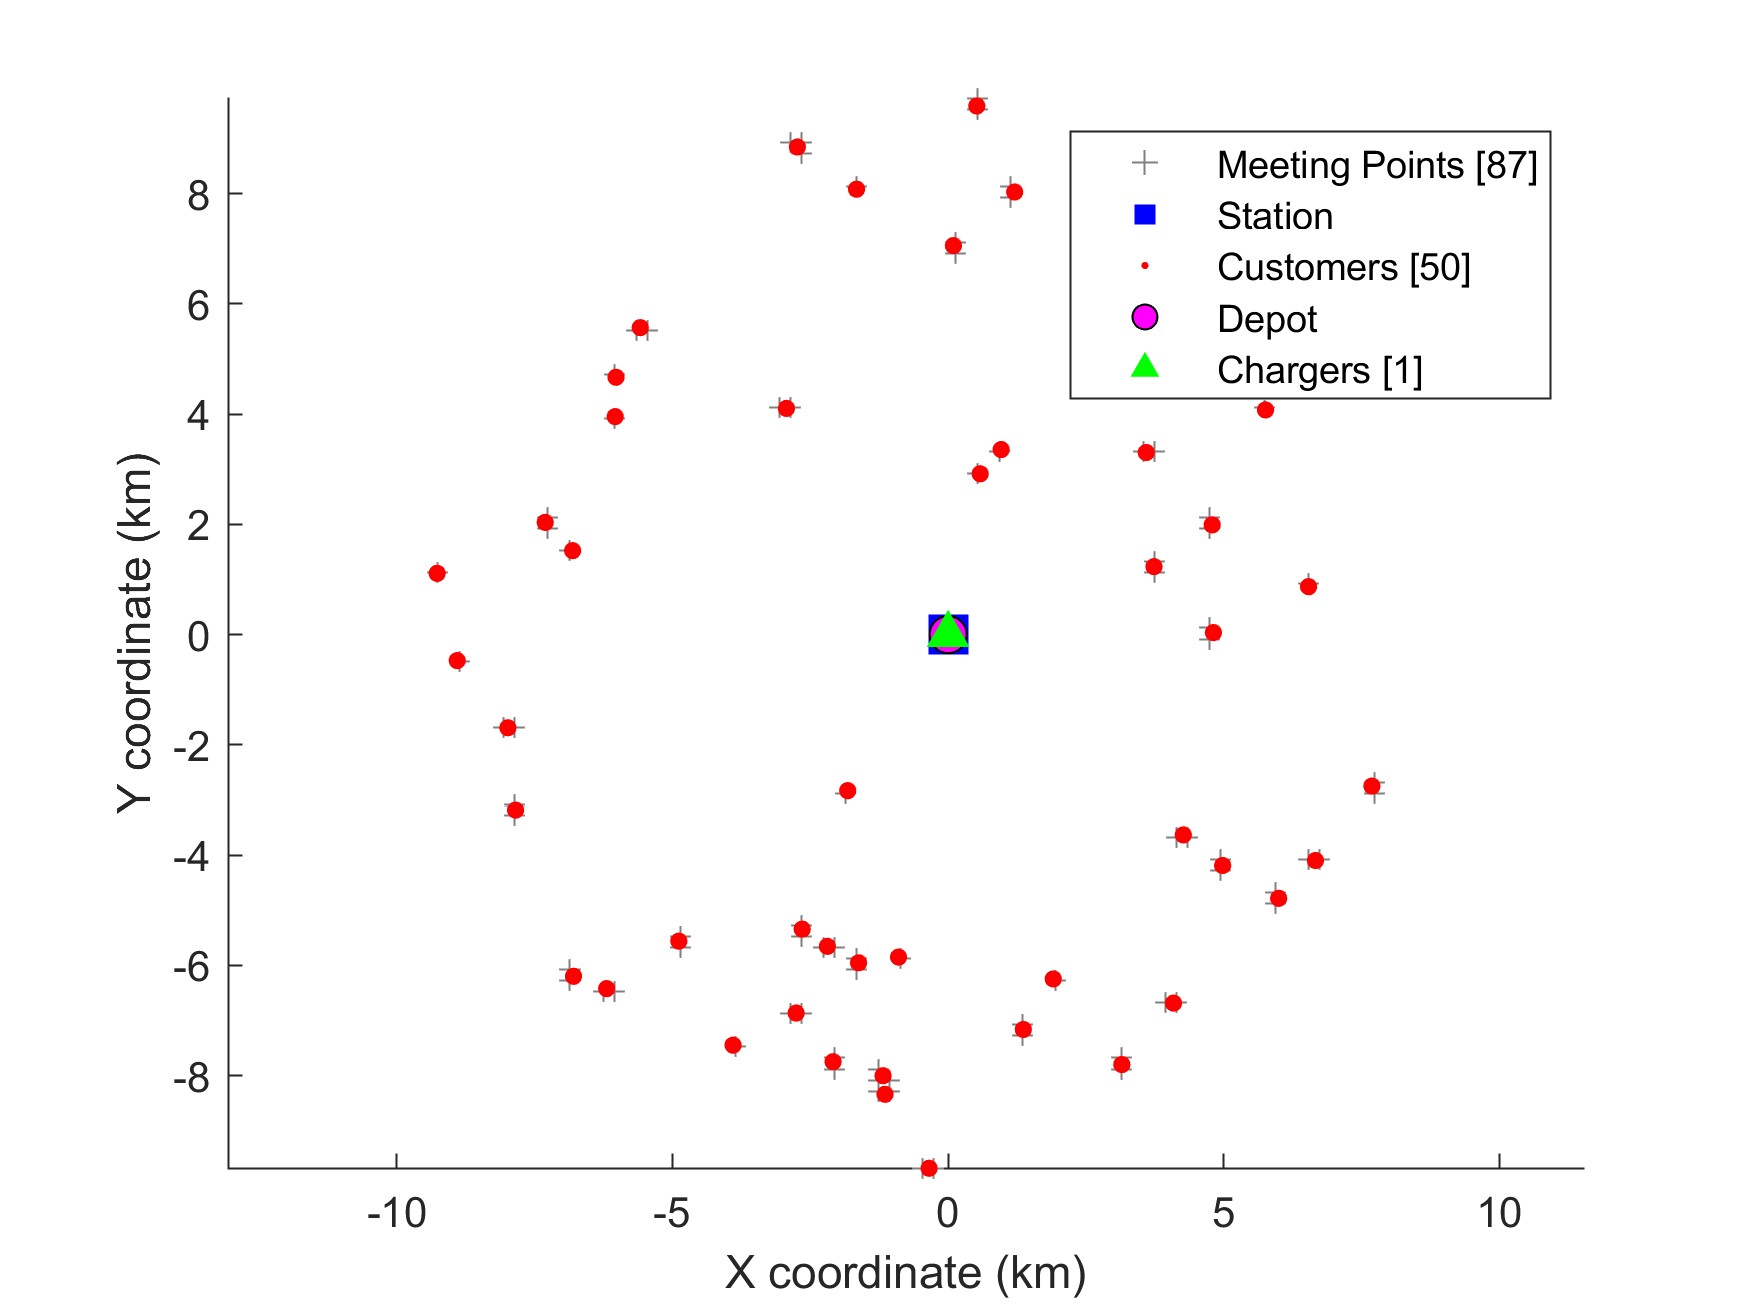 Meeting Points [87]
Station
Customers [50]
Depot
Chargers [1]
8
6
4
2
0
-2
-4
-6
-8
Y coordinate (km)
-10 -5 0 5 10
X coordinate (km)